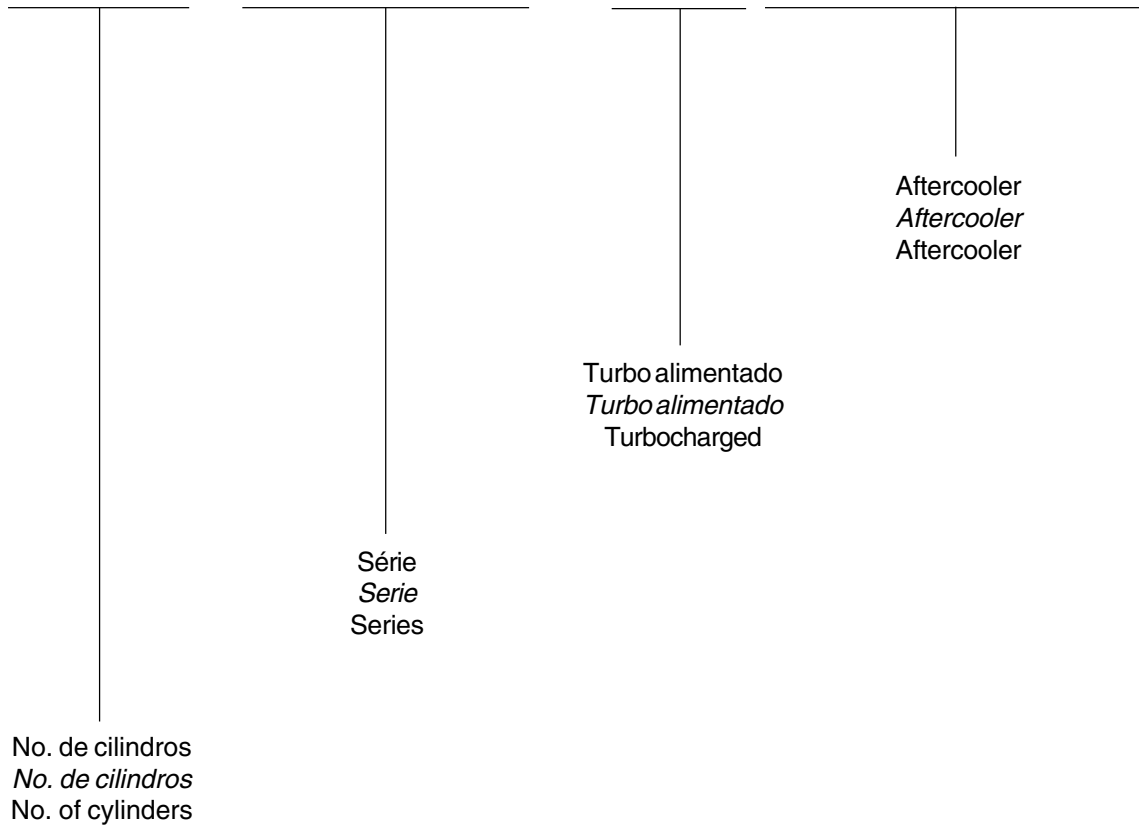 Aftercooler
Aftercooler
Aftercooler
Turbo alimentado
Turbo alimentado
Turbocharged
Série
Serie
Series
No. de cilindros
No. de cilindros
No. of cylinders